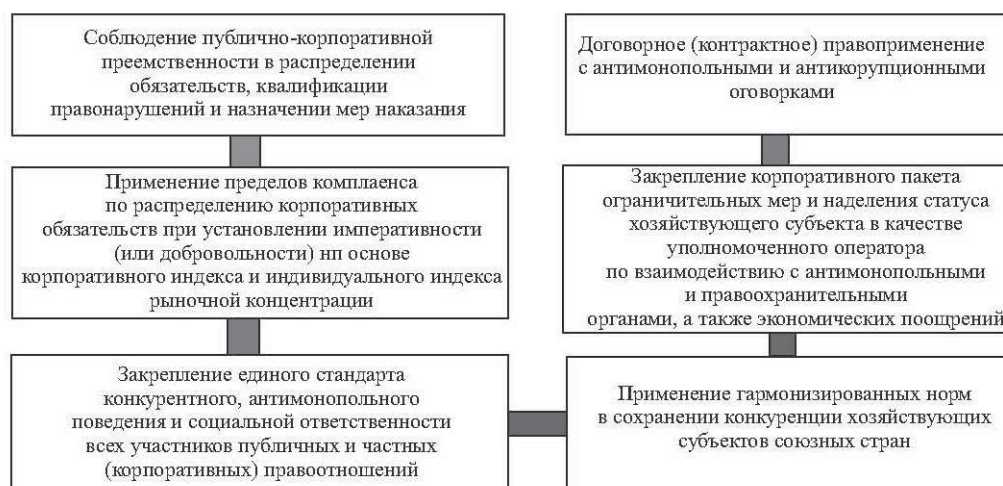 Соблюдение публично-корпоративной
преемственности в распределении
обязательств, квалификации
правонарушений и назначении мер наказания
Применение пределов комплаенса
по распределению корпоративных
обязательств при установлении императивности
(или добровольности) нп основе
корпоративного индекса и индивидуального индекса
рыночной концентрации
Закрепление единого стандарта
конкурентного, антимонопольного
поведения и социальной ответственности
всех участников публичных и частных
(корпоративных) правоотношений
Договорное (контрактное) правоприменение
с антимонопольными и антикорупционными
оговорками
Закрепление корпоративного пакета
ограничительных мер и наделения статуса
хозяйствующего субъекта в качестве
уполномоченного оператора
по взаимодействию с антимонопольными
и правоохранительными
органами, а также экономических поощрений
Применение гармонизированных норм
в сохранении конкуренции хозяйствующих
субъектов союзных стран